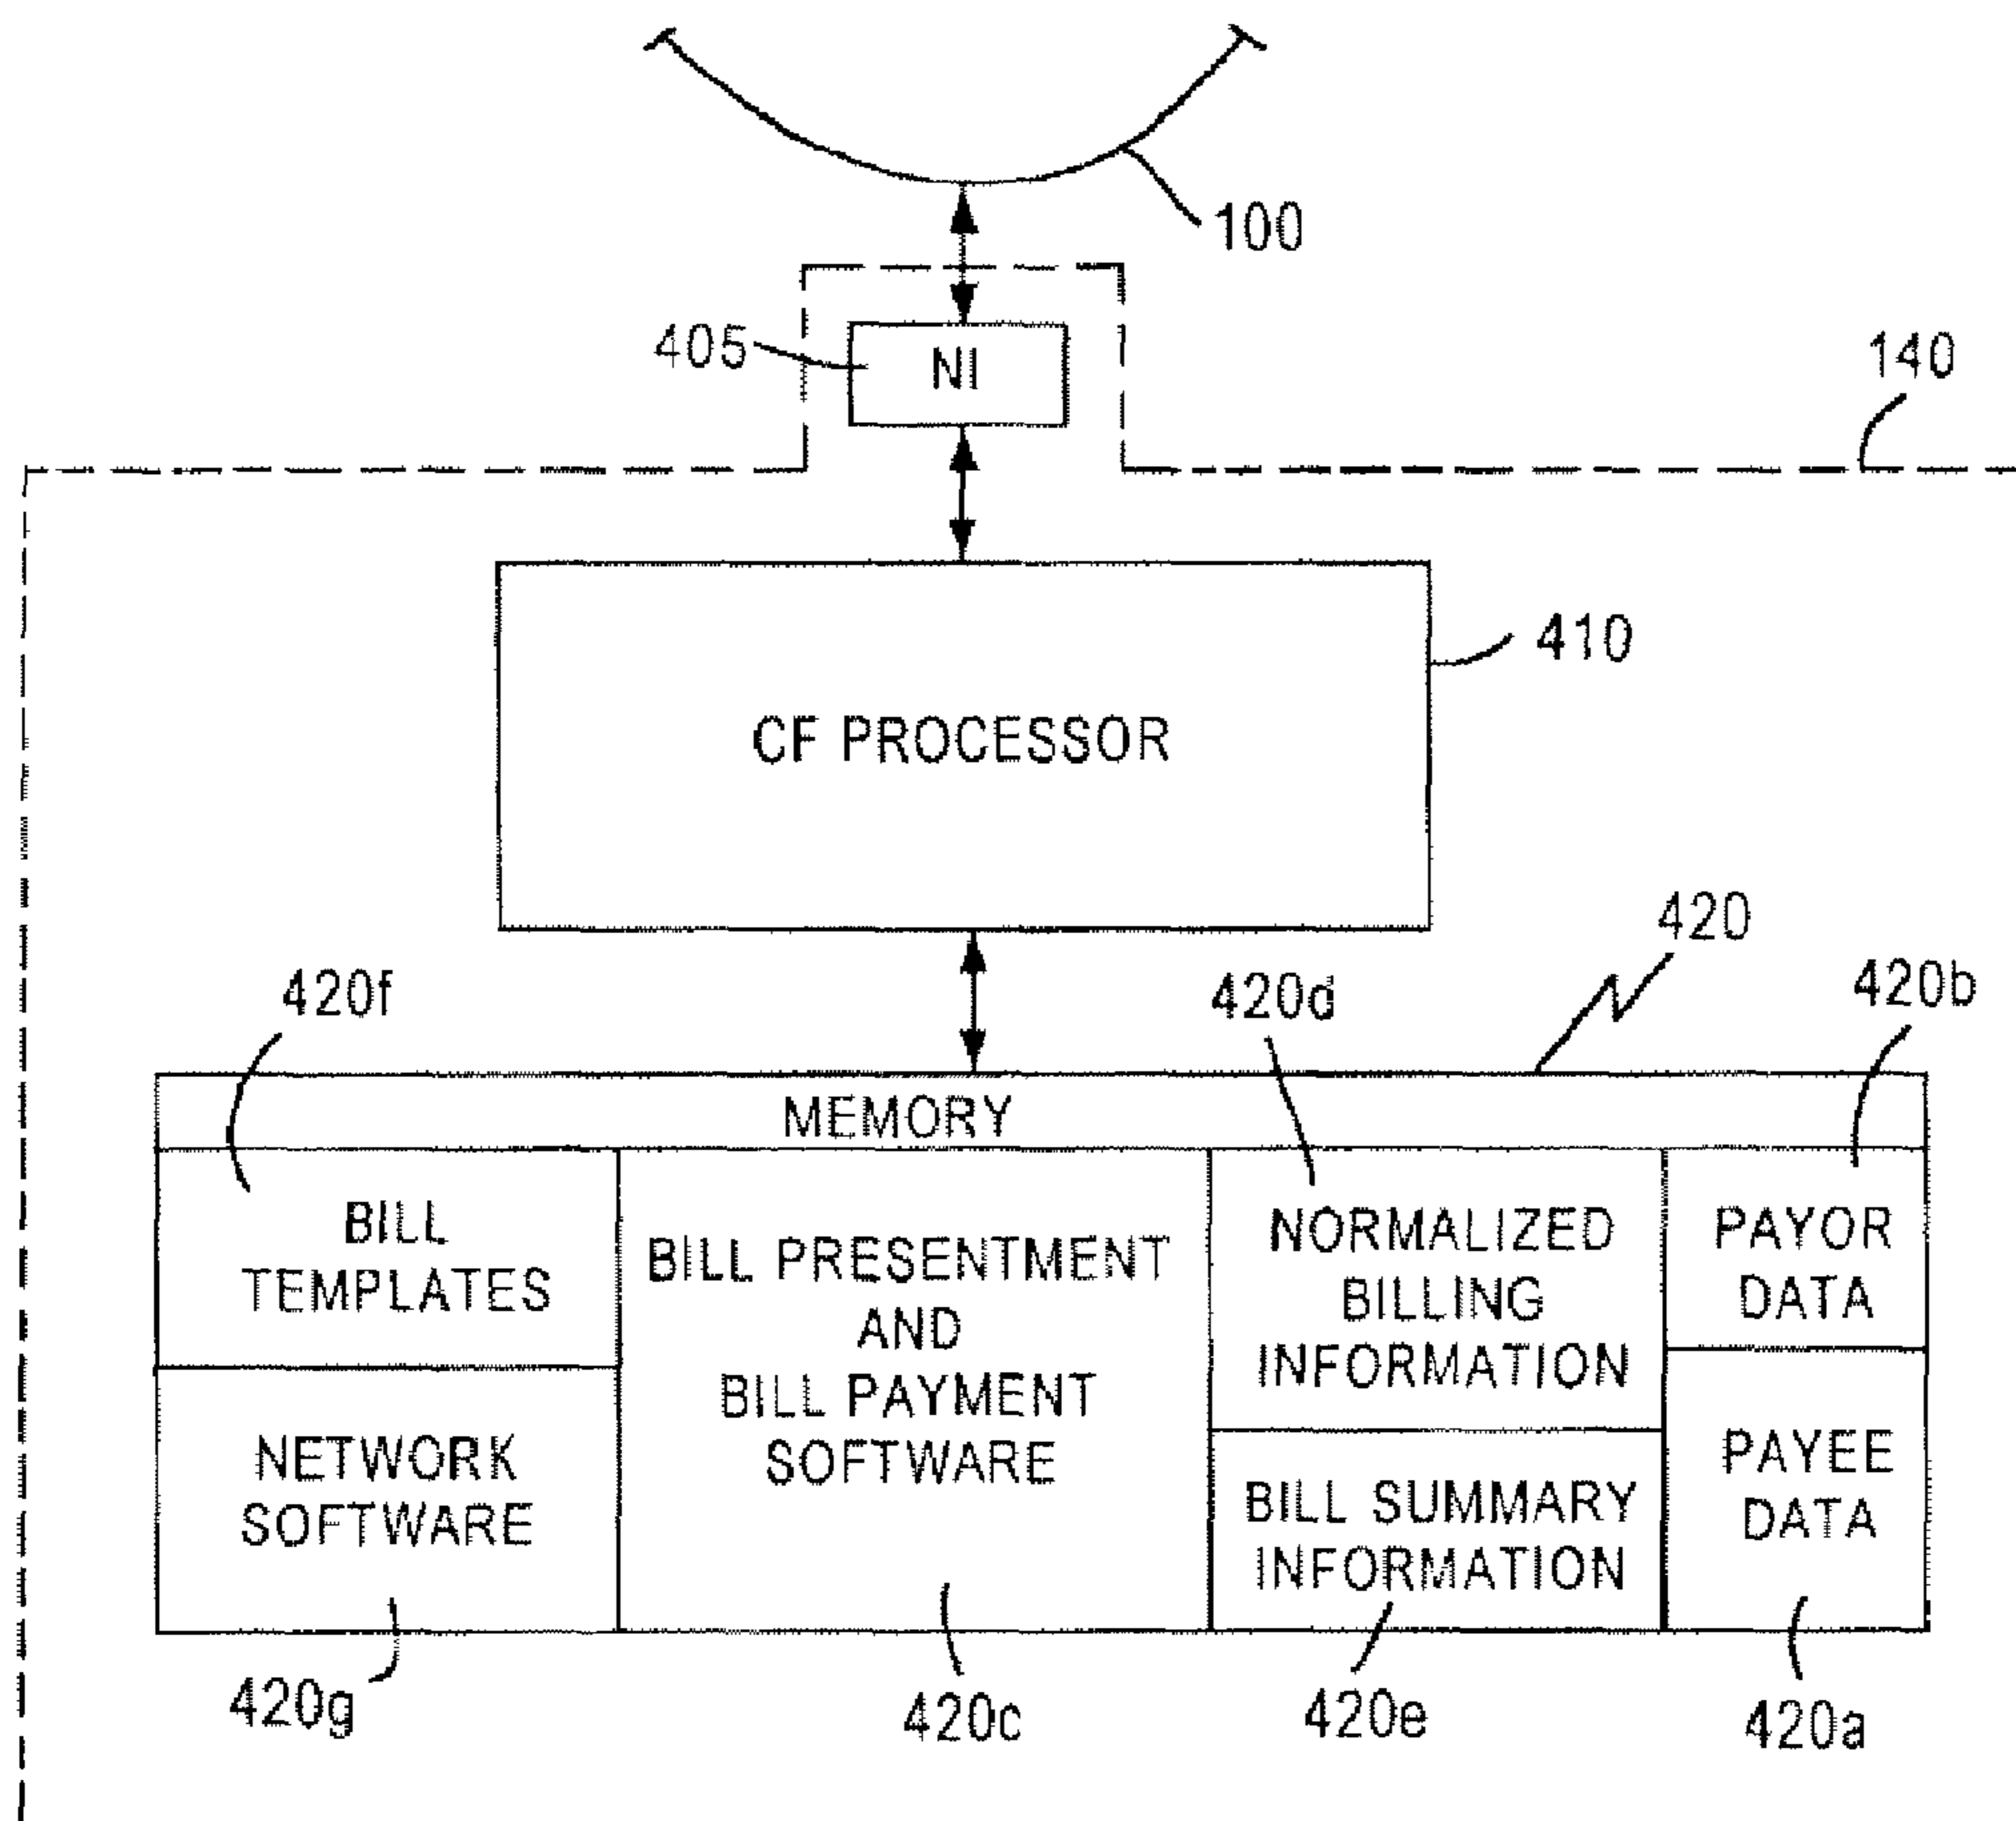 100
405
NI
140
410
CF PROCESSOR
420
420f
420d
420b
MEMORY
BILL
TEMPLATES
NETWORK
SOFTWARE
BILL PRESENTMENT
AND
BILL PAYMENT
SOFTWARE
NORMALIZED
BILLING
INFORMATION
BILL SUMMARY
INFORMATION
PAYOR
DATA
PAYEE
DATA
420g
420c
420e
420a